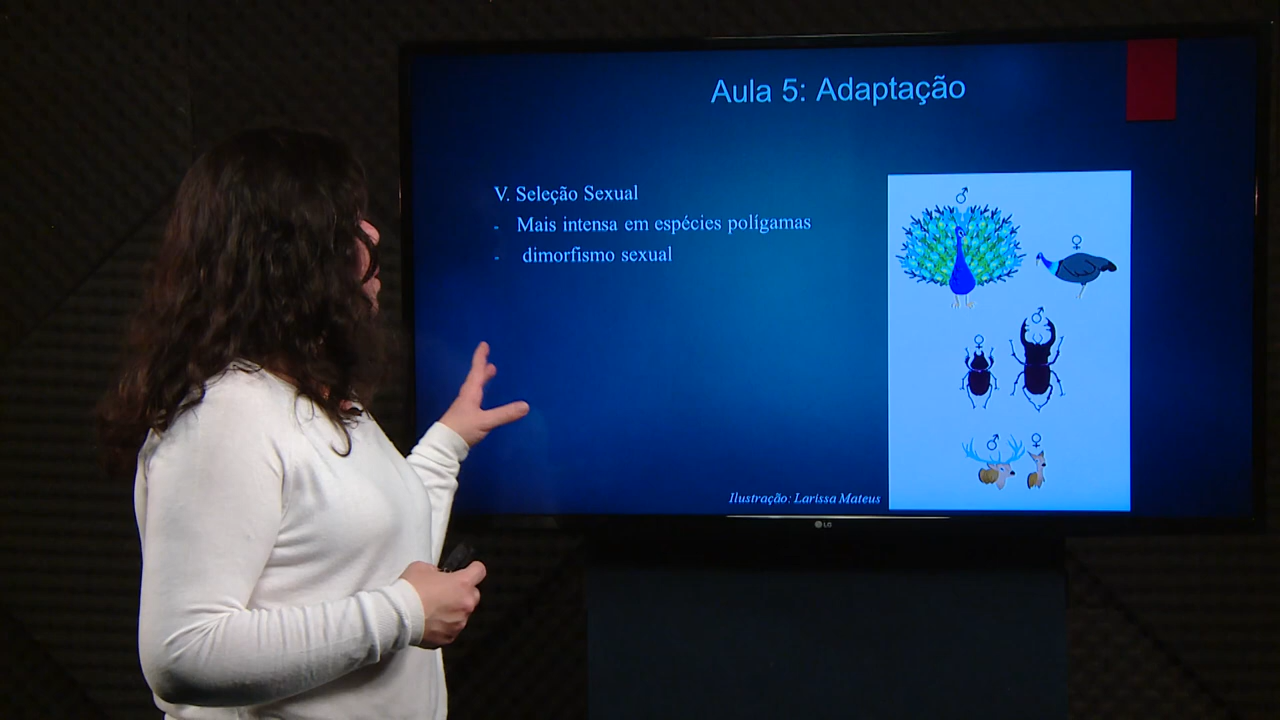 Aula 5: Adaptação
V. Seleção Sexual
- Mais intensa em espécies polígamas
- dimorfismo sexual
♂
♀
♀
♂
♂
♀
Ilustração: Larissa Mateus
LG